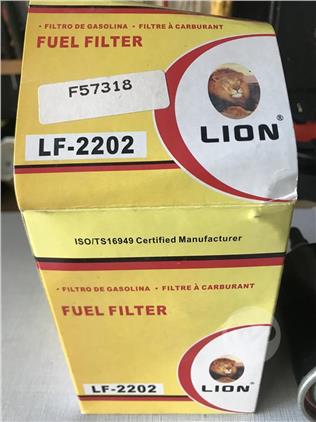 • FILTRO DE GASOLINA • FILTRE À CARBURANT
FUEL FILTER
F57318
LF-2202
LION®
ISO/TS16949 Certified Manufacturer
• FILTRO DE GASOLINA • FILTRE À CARBURANT
FUEL FILTER
LF-2202
LION®